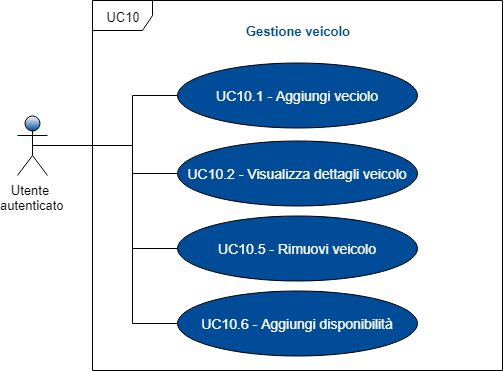 UC10
Gestione veicolo
UC10.1 - Aggiungi veciolo
UC10.2 - Visualizza dettagli veicolo
UC10.5 - Rimuovi veicolo
UC10.6 - Aggiungi disponibilità
Utente
autenticato